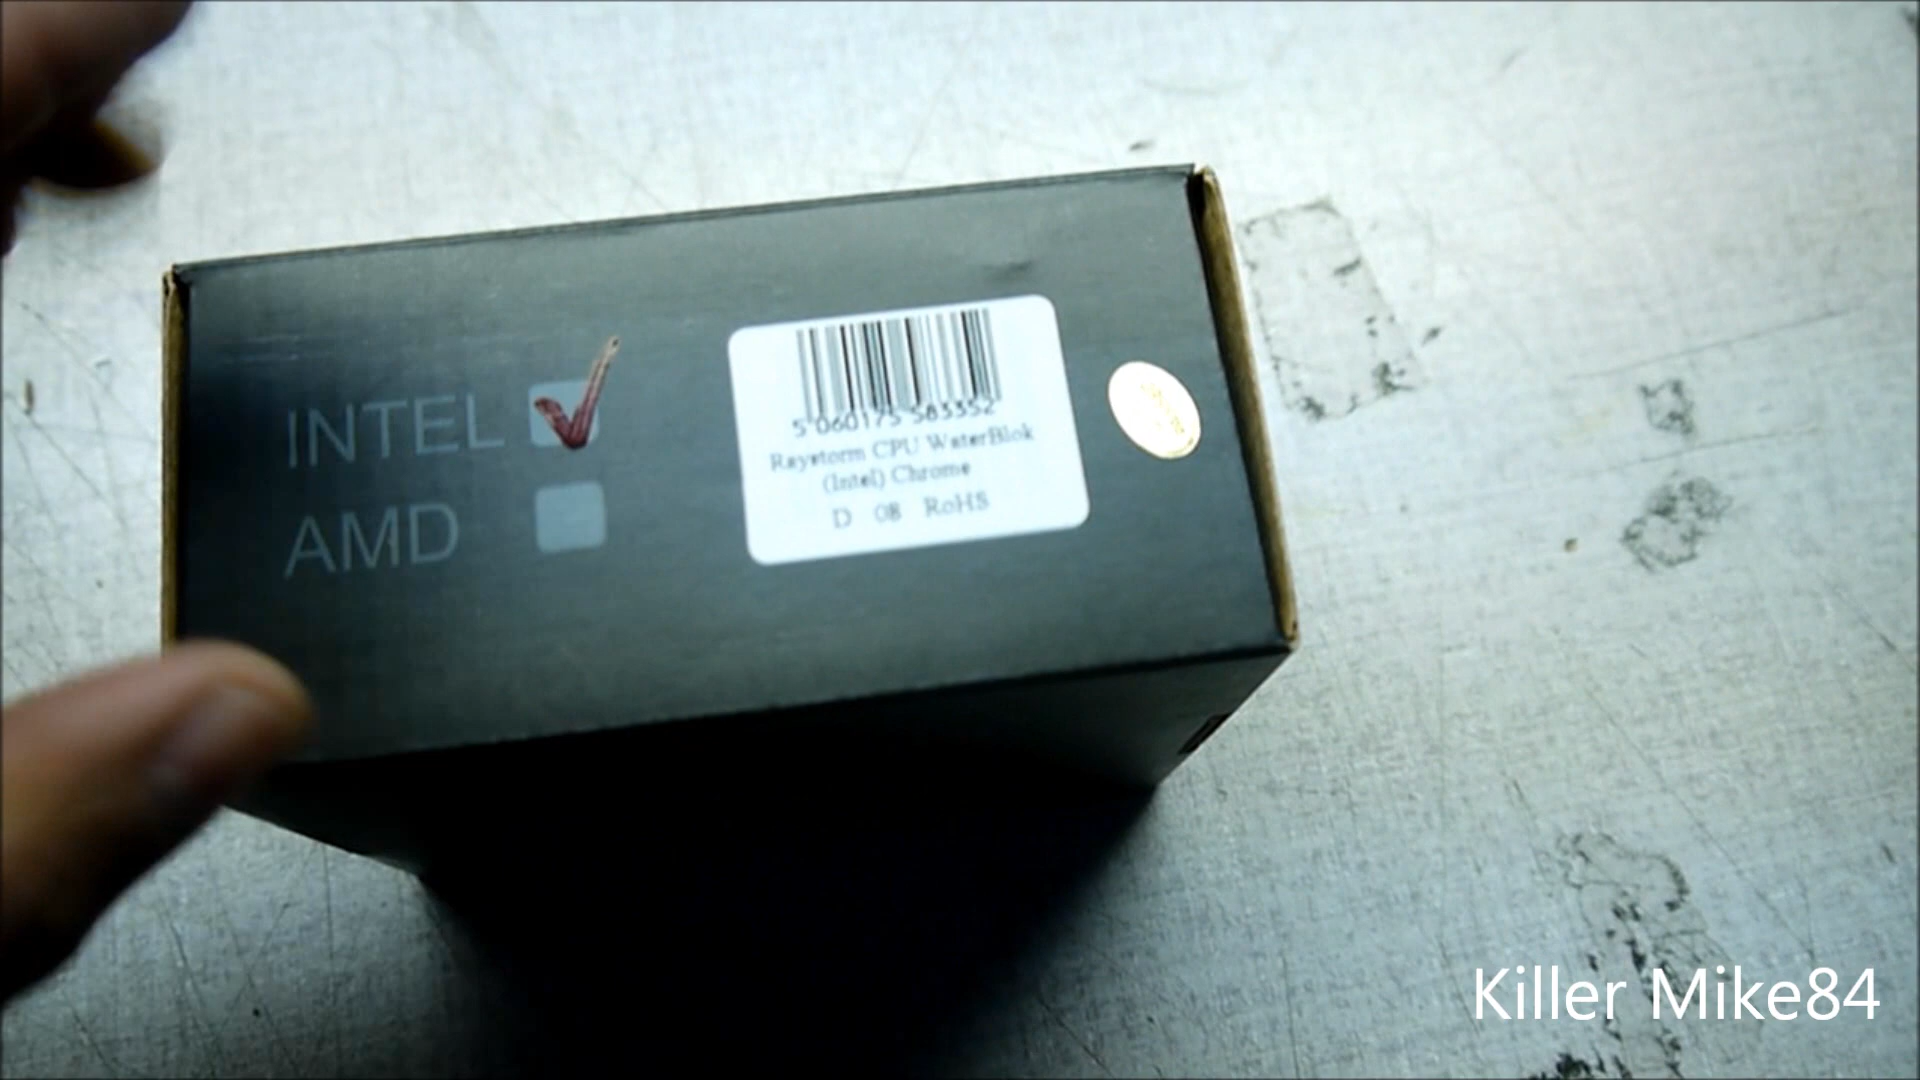 INTEL
AMD
5 060175 583352
Raystorm CPU WaterBlok
(Intel) Chrome
D 08 RoHS
Killer Mike84